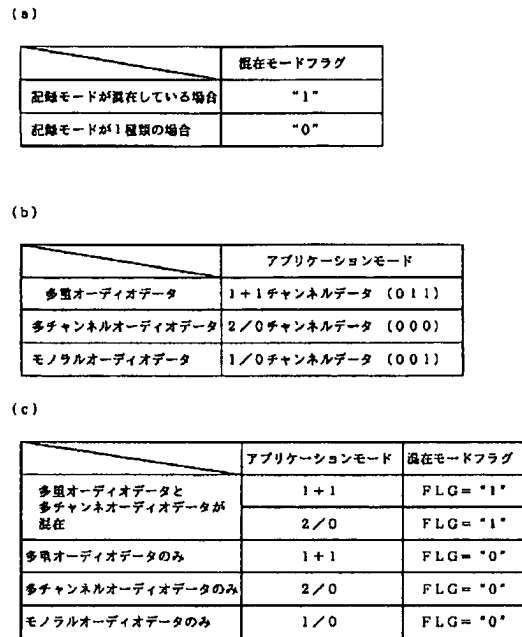 (a)
混在モードフラグ
記録モードが混在している場合 “1”
記録モードが1種類の場合 “0”
(b)
アプリケーションモード
多重オーディオデータ 1+1チャンネルデータ (011)
多チャンネルオーディオデータ 2/0チャンネルデータ (000)
モノラルオーディオデータ 1/0チャンネルデータ (001)
(c)
アプリケーションモード 混在モードフラグ
多重オーディオデータと
多チャンネオーディオデータが
混在
1+1 FLG= “1”
2/0 FLG= “1”
多重オーディオデータのみ 1+1 FLG= “0”
多チャンネルオーディオデータのみ 2/0 FLG= “0”
モノラルオーディオデータのみ 1/0 FLG= “0”